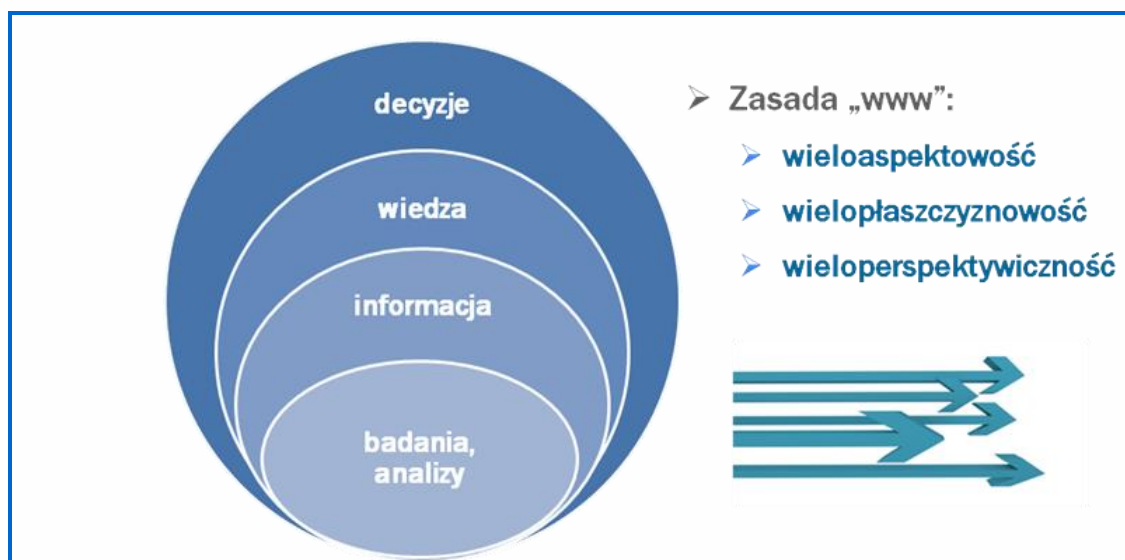 decyzje
wiedza
informacja
badania,
analizy
Zasada „www”:
wieloaspektowość
wielopłaszczyznowość
wieloperspektywiczność